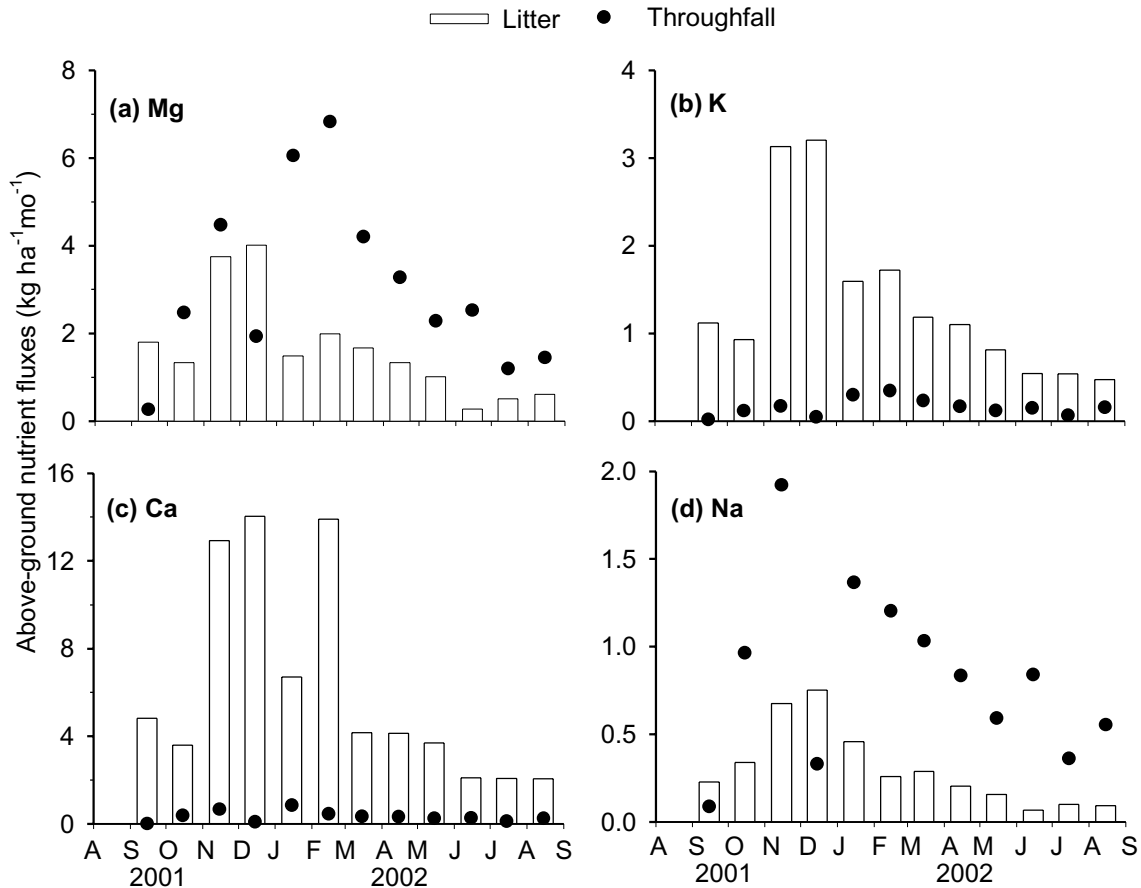 Litter Throughfall
Above-ground nutrient fluxes (kg ha⁻¹mo⁻¹)
(a) Mg
8
6
4
2
0
(b) K
4
3
2
1
0
(c) Ca
16
12
8
4
0
A S O N D J F M A M J J A S
2001 2002
(d) Na
2.0
1.5
1.0
0.5
0.0
A S O N D J F M A M J J A S
2001 2002